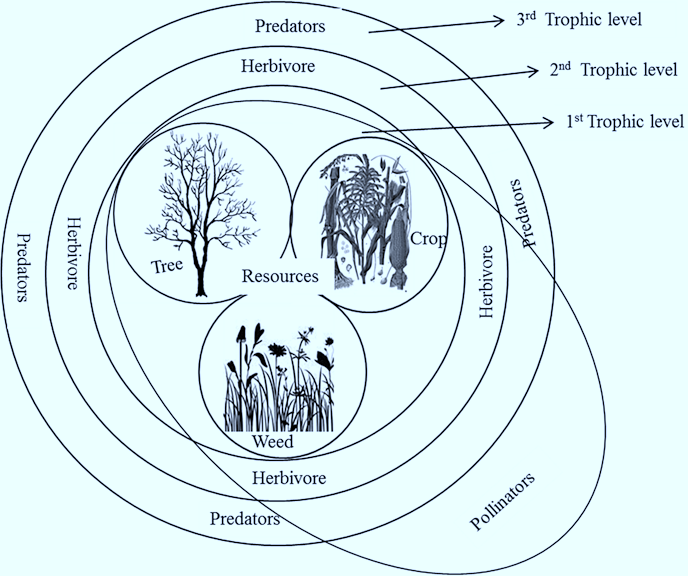 Predators
3rd Trophic level
Herbivore
2nd Trophic level
1st Trophic level
Predators
Herbivore
Tree
Crop
Resources
Herbivore
Predators
Weed
Herbivore
Predators
Pollinators